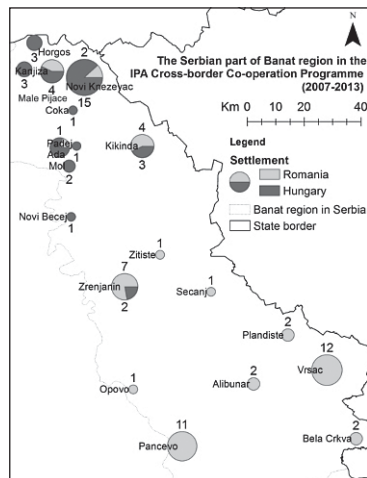 The Serbian part of Banat region in the
IPA Cross-border Co-operation Programme
(2007-2013)
N
Km 0 20 40
Legend
Settlement
Romania
Hungary
Banat region in Serbia
State border
Horgos
3
Kanjiza
3
4
Male Pijace
2
Novi Knezevac
15
Coka
1
1
Padej
1
Ada
Mol
2
4
Kikinda
3
Novi Becej
1
1
Zitiste
7
Zrenjanin
2
1
Secanj
2
Plandiste
12
Vrsac
2
Alibunar
1
Opovo
11
Pancevo
2
Bela Crkva